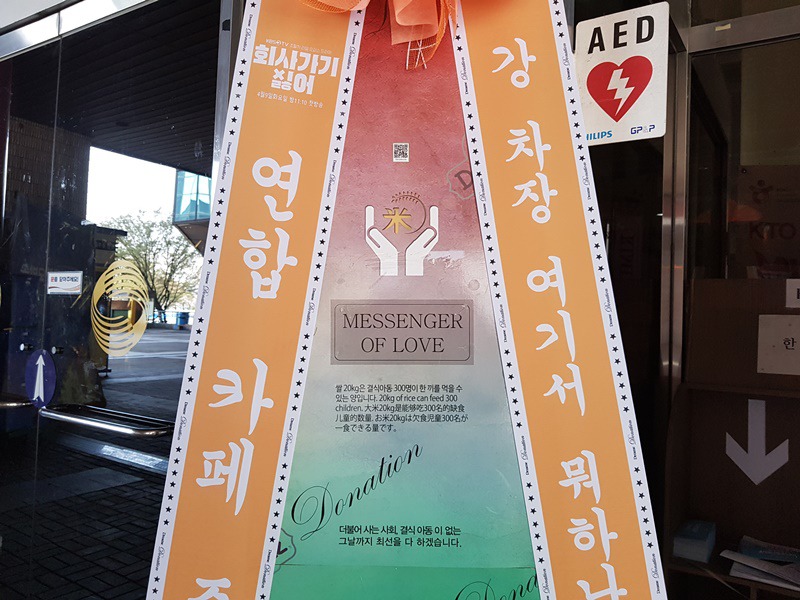 회사가기
싫어
연합
카페
강
차장
여기서
뭐하나
MESSENGER
OF LOVE
쌀 20kg은 결식아동 300명이 한 끼를 먹을 수
있는 양입니다. 20kg of rice can feed 300
children. 大米20kg是能够吃300名的缺食
儿童的数量. お米20kgは欠食児童300名が
一食できる量です。
Donation
더불어 사는 사회, 결식 아동 이 없는
그날까지 최선을 다 하겠습니다.
米
AED
PHILIPS
GP&P
KTO
한